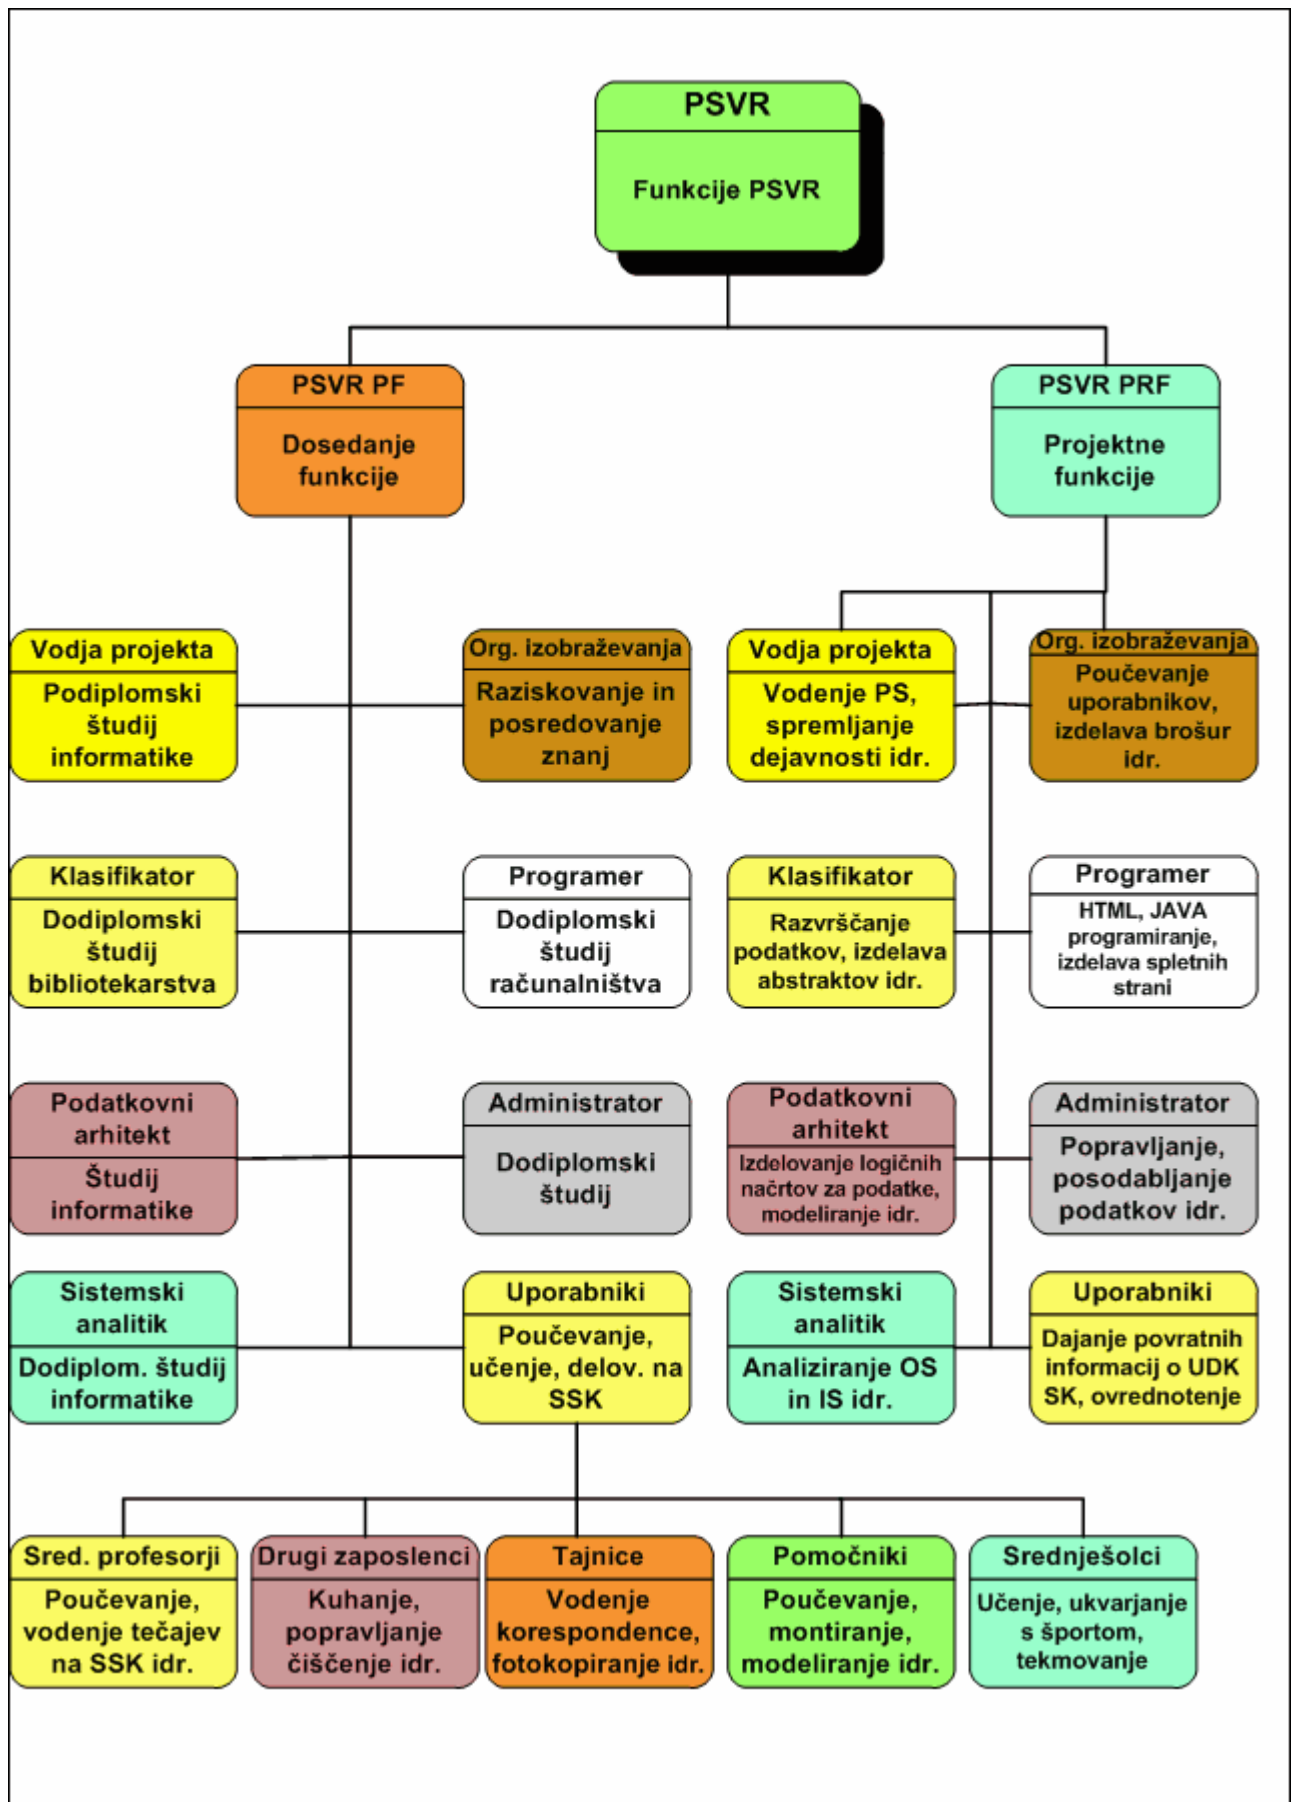 PSVR
Funkcije PSVR
PSVR PF
Dosedanje
funkcije
PSVR PRF
Projektne
funkcije
Vodja projekta
Podiplomski
študij
informatike
Org. izobraževanja
Raziskovanje in
posredovanje
znanj
Vodja projekta
Vodenje PS,
spremljanje
dejavnosti idr.
Org. izobraževanja
Poučevanje
uporabnikov,
izdelava brošur
idr.
Klasifikator
Dodiplomski
študij
bibliotekarstva
Programer
Dodiplomski
študij
računalništva
Klasifikator
Razvrščanje
podatkov, izdelava
abstraktov idr.
Programer
HTML, JAVA
programiranje,
izdelava spletnih
strani
Podatkovni
arhitekt
Študij
informatike
Administrator
Dodiplomski
študij
Podatkovni
arhitekt
Izdelovanje logičnih
načrtov za podatke,
modeliranje idr.
Administrator
Popravljanje,
posodabljanje
podatkov idr.
Sistemski
analitik
Dodiplom. študij
informatike
Uporabniki
Poučevanje,
učenje, delov. na
SSK
Sistemski
analitik
Analiziranje OS
in IS idr.
Uporabniki
Dajanje povratnih
informacij o UDK
SK, ovrednotenje
Sred. profesorji
Poučevanje,
vodenje tečajev
na SSK idr.
Drugi zaposlenci
Kuhanje,
popravljanje
čiščenje idr.
Tajnice
Vodenje
korespondence,
fotokopiranje idr.
Pomočniki
Poučevanje,
montiranje,
modeliranje idr.
Srednješolci
Učenje, ukvarjanje
s športom,
tekmovanje